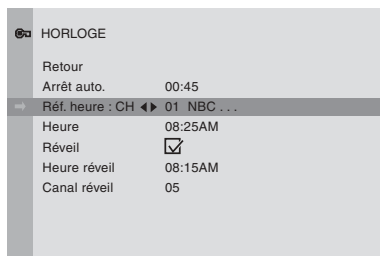 HORLOGE
Retour
Arrêt auto. 00:45
Réf. heure : CH ◀▶ 01 NBC . . .
Heure 08:25AM
Réveil ☑
Heure réveil 08:15AM
Canal réveil 05